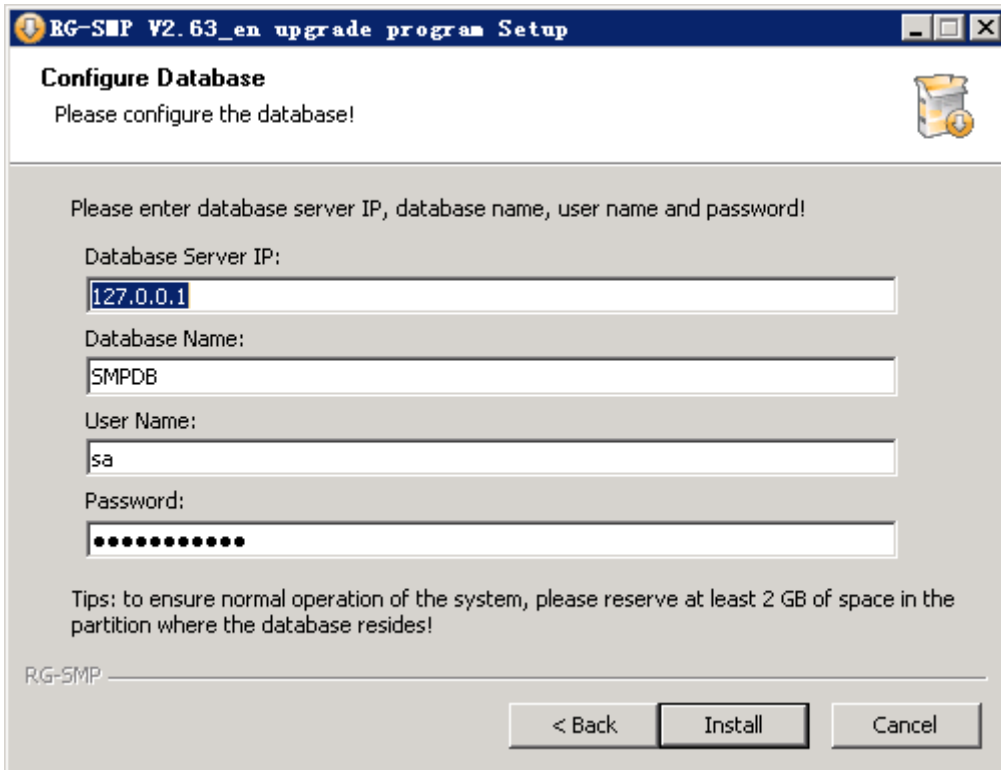 RG-SMP V2.63_en upgrade program Setup
Configure Database
Please configure the database!
Please enter database server IP, database name, user name and password!
Database Server IP:
127.0.0.1
Database Name:
SMPDB
User Name:
sa
Password:
●●●●●●●●●●●
Tips: to ensure normal operation of the system, please reserve at least 2 GB of space in the
partition where the database resides!
RG-SMP
< Back Install Cancel